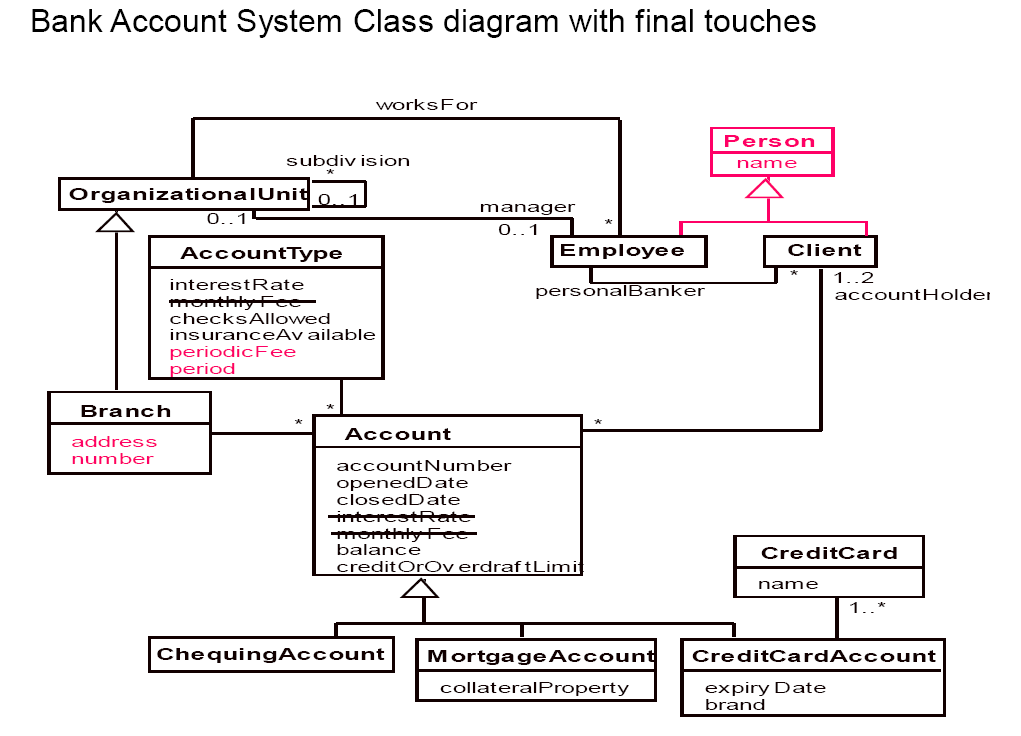 Bank Account System Class diagram with final touches
worksFor
Person
name
subdivision
*
OrganizationalUnit
0..1
0..1
manager
0..1
*
Employee
Client
AccountType
interestRate
monthlyFee
checksAllowed
insuranceAvailable
periodicFee
period
personalBanker
*
1..2
accountHolder
Branch
address
number
*
*
*
Account
accountNumber
openedDate
closedDate
interestRate
monthlyFee
balance
creditOrOverdraftLimit
CreditCard
name
1..*
ChequingAccount
MortgageAccount
collateralProperty
CreditCardAccount
expiryDate
brand